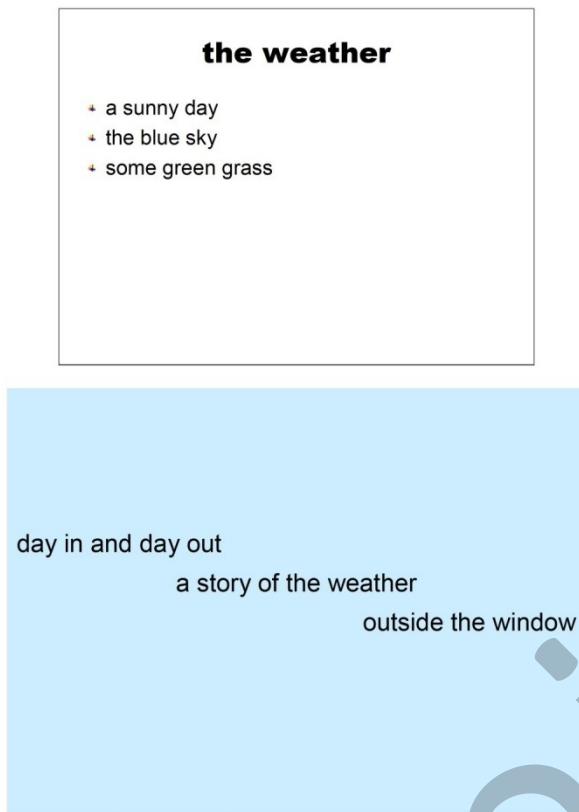 the weather
a sunny day
the blue sky
some green grass
day in and day out
a story of the weather
outside the window